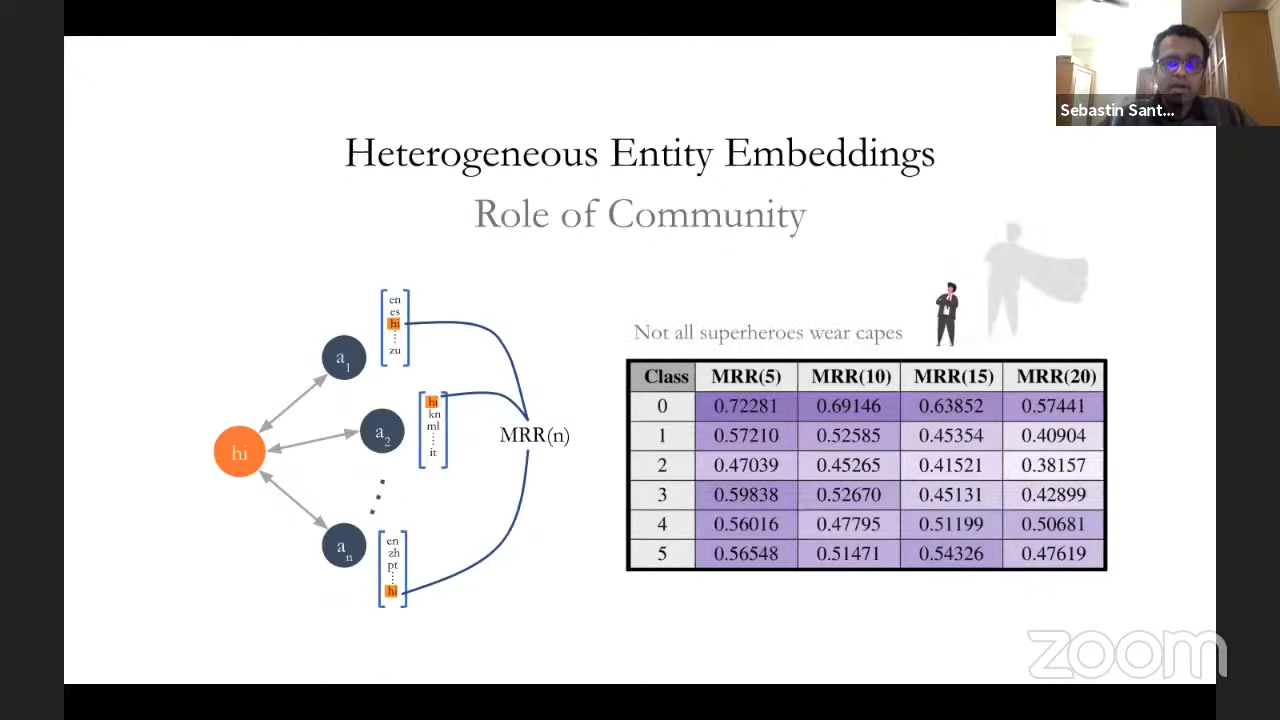 Sebastin Sant...
Heterogeneous Entity Embeddings
Role of Community
en
es
hi
zu
a1
hi
kn
ml
it
a2
hi
MRR(n)
an
en
zh
pt
hi
Not all superheroes wear capes
Class MRR(5) MRR(10) MRR(15) MRR(20)
0 0.72281 0.69146 0.63852 0.57441
1 0.57210 0.52585 0.45354 0.40904
2 0.47039 0.45265 0.41521 0.38157
3 0.59838 0.52670 0.45131 0.42899
4 0.56016 0.47795 0.51199 0.50681
5 0.56548 0.51471 0.54326 0.47619
zoom